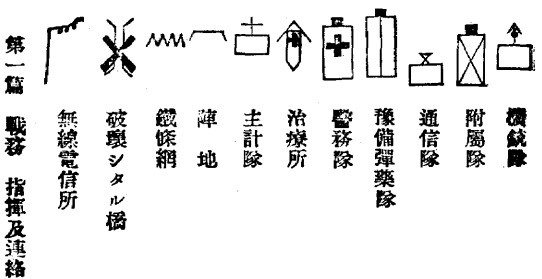 機銃隊
附屬隊
通信隊
豫備彈藥隊
醫務隊
治療所
主計隊
陣地
鐵條網
破壞シタル橋
無線電信所
第一篇 戰務 指揮及連絡